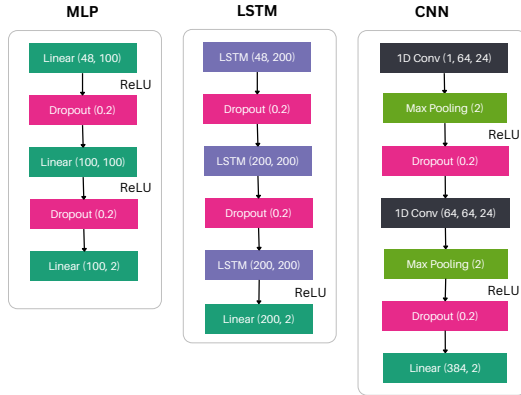 MLP
Linear (48, 100)
ReLU
Dropout (0.2)
Linear (100, 100)
ReLU
Dropout (0.2)
Linear (100, 2)
LSTM
LSTM (48, 200)
Dropout (0.2)
LSTM (200, 200)
Dropout (0.2)
LSTM (200, 200)
ReLU
Linear (200, 2)
CNN
1D Conv (1, 64, 24)
Max Pooling (2)
ReLU
Dropout (0.2)
1D Conv (64, 64, 24)
Max Pooling (2)
ReLU
Dropout (0.2)
Linear (384, 2)